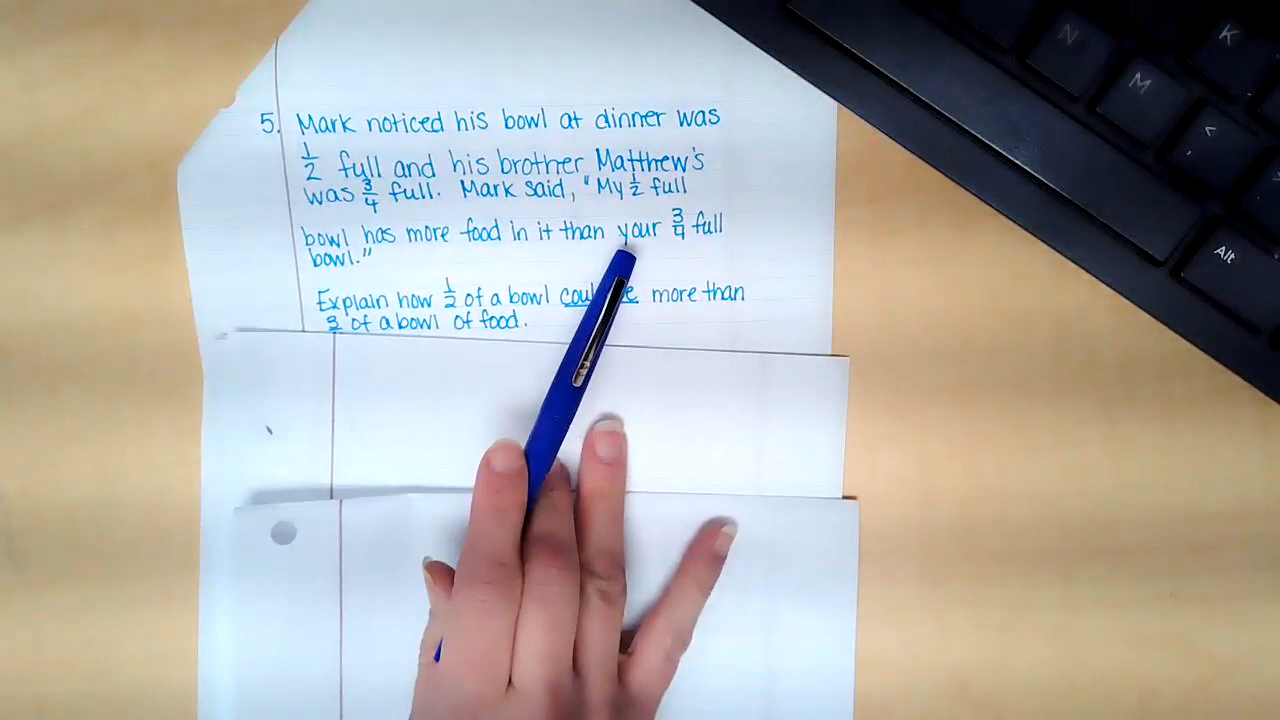 5. Mark noticed his bowl at dinner was
1/2 full and his brother Matthew's
was 3/4 full. Mark said, "My 1/2 full
bowl has more food in it than your 3/4 full
bowl."
Explain how 1/2 of a bowl more than
of a bowl of food.
N
K
M
<
,
Alt